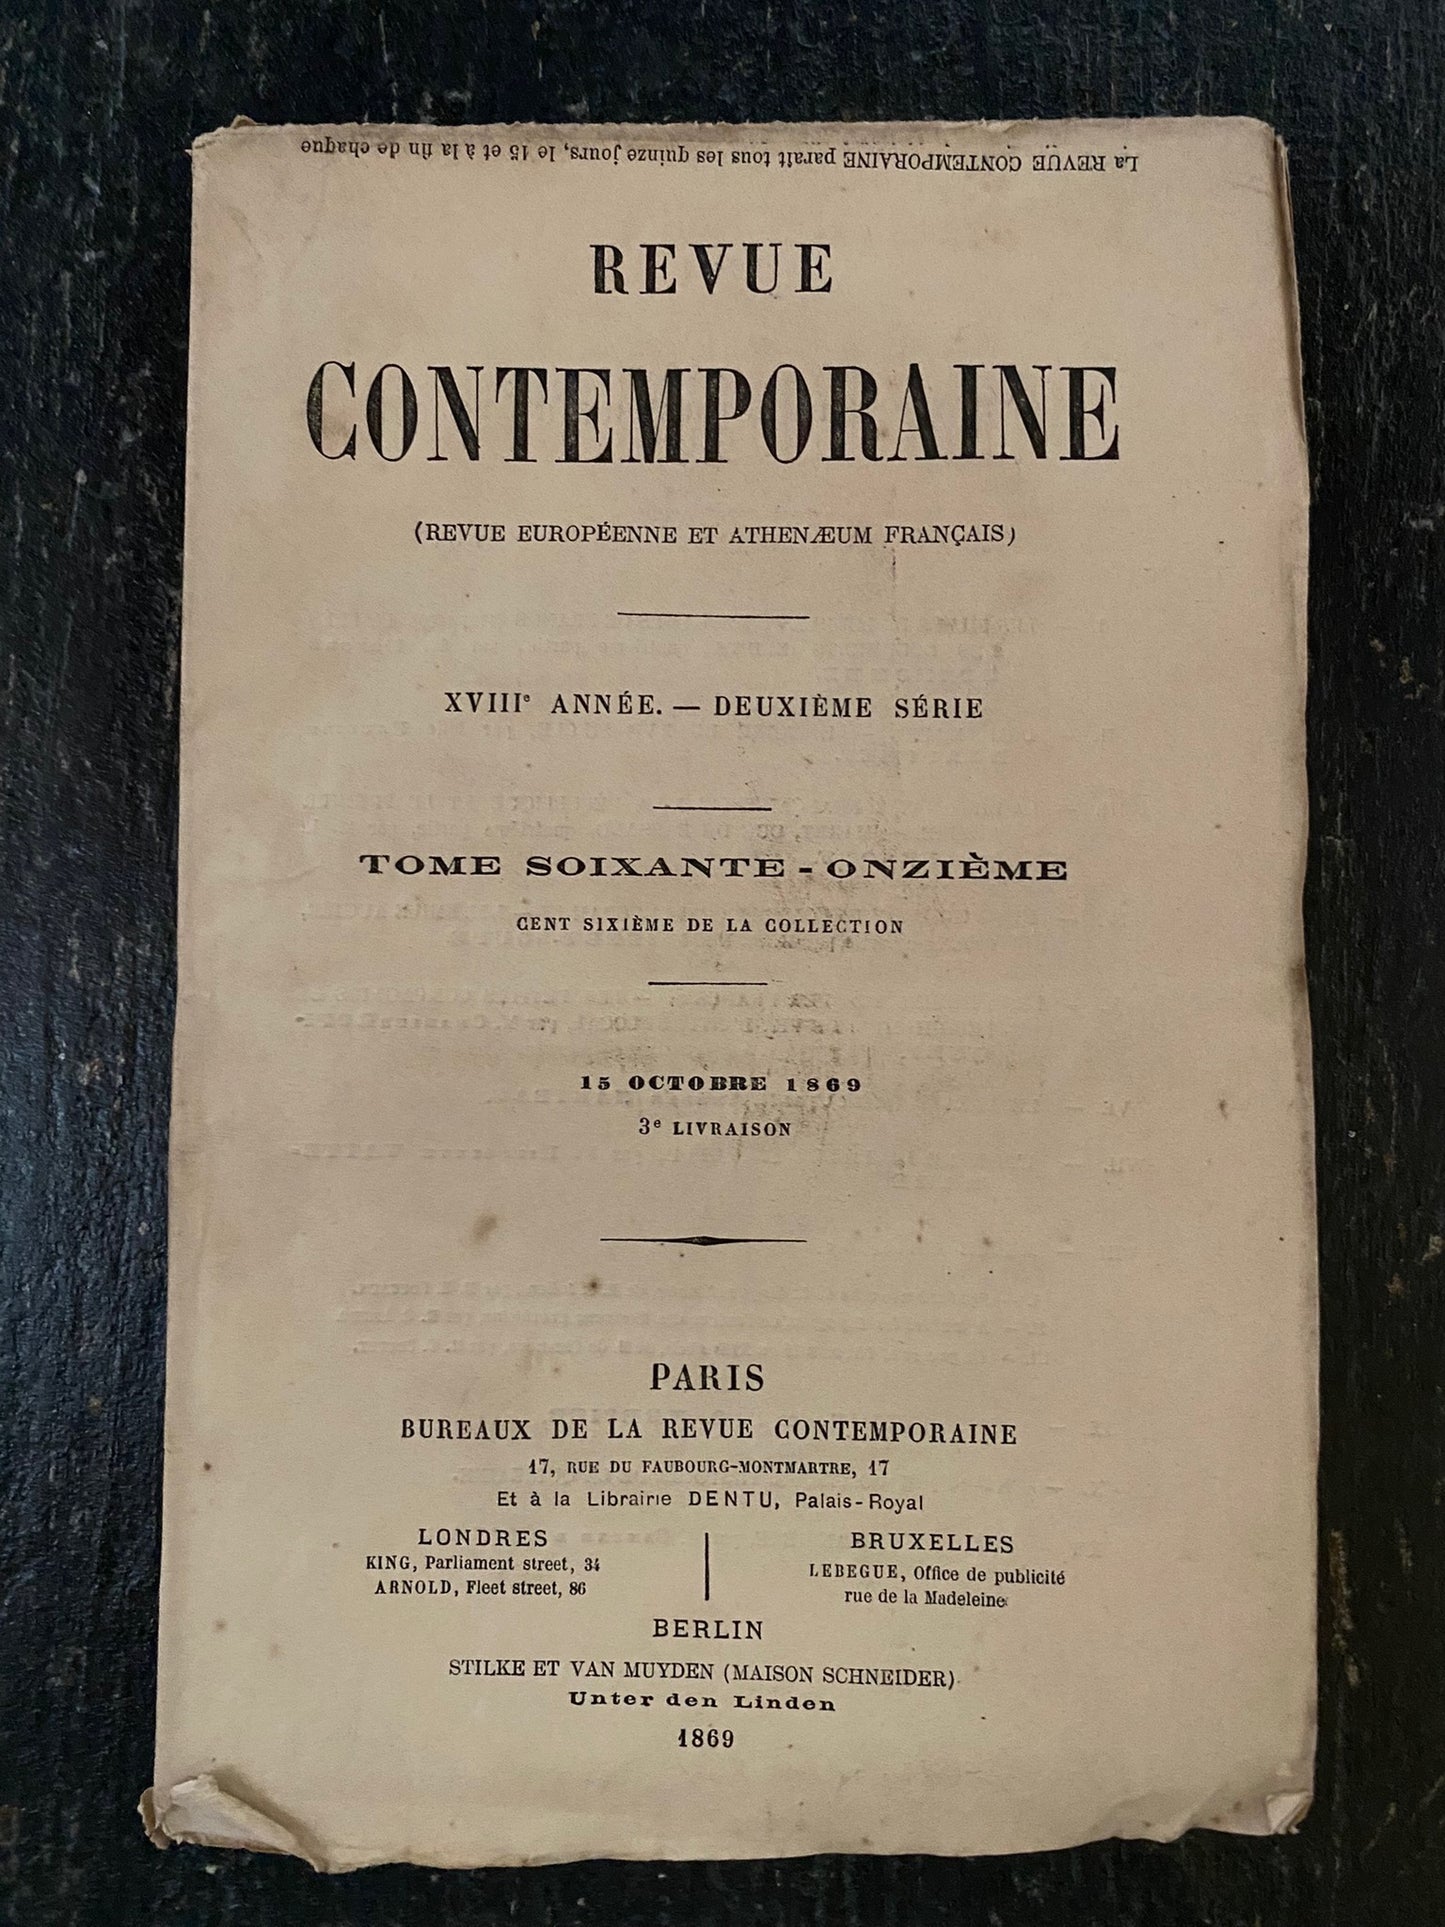 La REVUE CONTEMPORAINE paraît tous les quinze jours, le 15 et à la fin de chaque
REVUE
CONTEMPORAINE
(REVUE EUROPÉENNE ET ATHENÆUM FRANÇAIS)
XVIIIe ANNÉE. — DEUXIÈME SÉRIE
TOME SOIXANTE-ONZIÈME
CENT SIXIÈME DE LA COLLECTION
15 OCTOBRE 1869
3e LIVRAISON
PARIS
BUREAUX DE LA REVUE CONTEMPORAINE
17, RUE DU FAUBOURG-MONTMARTRE, 17
Et à la Librairie DENTU, Palais-Royal
LONDRES
KING, Parliament street, 34
ARNOLD, Fleet street, 86
BRUXELLES
LEBEGUE, Office de publicité
rue de la Madeleine
BERLIN
STILKE ET VAN MUYDEN (MAISON SCHNEIDER)
Unter den Linden
1869